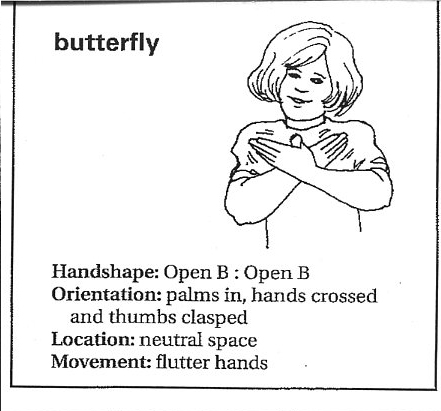 butterfly
Handshape: Open B : Open B
Orientation: palms in, hands crossed
and thumbs clasped
Location: neutral space
Movement: flutter hands